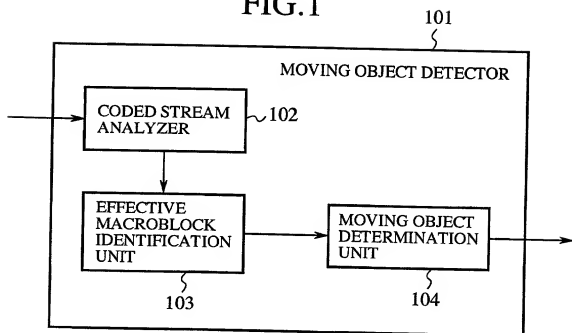 FIG.1
101
MOVING OBJECT DETECTOR
CODED STREAM
ANALYZER
102
EFFECTIVE
MACROBLOCK
IDENTIFICATION
UNIT
103
MOVING OBJECT
DETERMINATION
UNIT
104